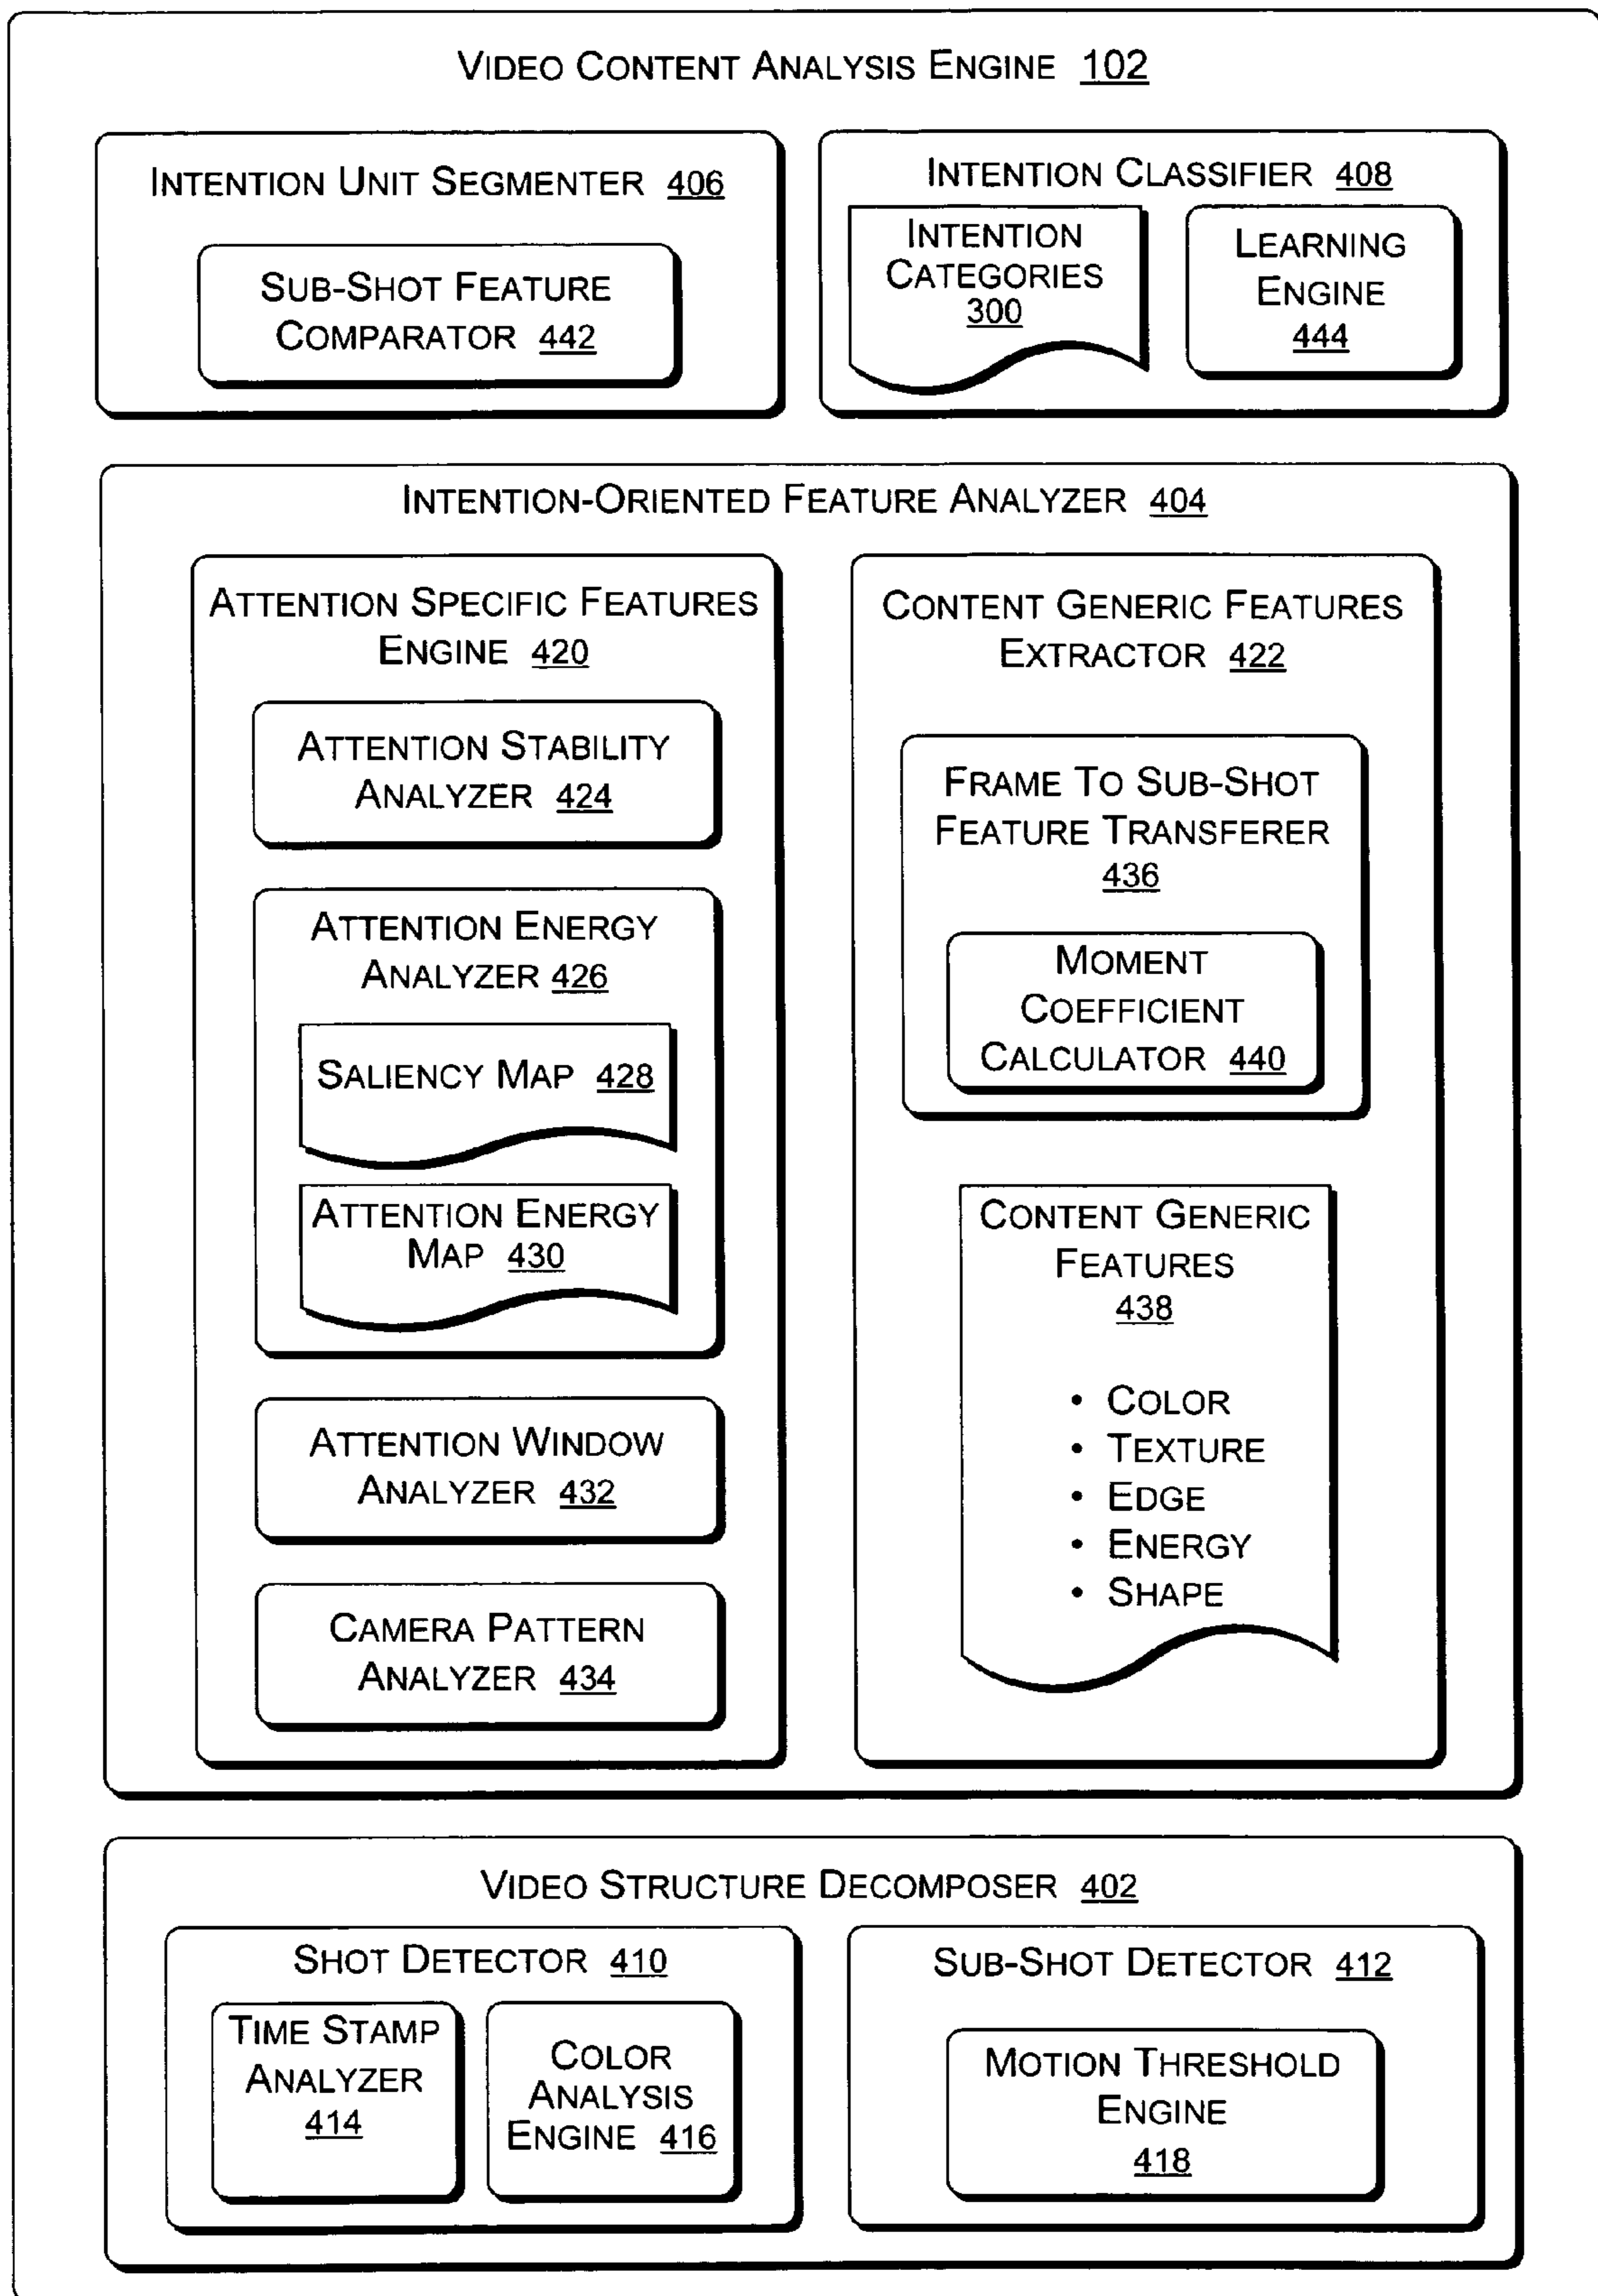 VIDEO CONTENT ANALYSIS ENGINE 102
INTENTION UNIT SEGMENTER 406
SUB-SHOT FEATURE
COMPARATOR 442
INTENTION CLASSIFIER 408
INTENTION
CATEGORIES
300
LEARNING
ENGINE
444
INTENTION-ORIENTED FEATURE ANALYZER 404
ATTENTION SPECIFIC FEATURES
ENGINE 420
ATTENTION STABILITY
ANALYZER 424
ATTENTION ENERGY
ANALYZER 426
SALIENCY MAP 428
ATTENTION ENERGY
MAP 430
ATTENTION WINDOW
ANALYZER 432
CAMERA PATTERN
ANALYZER 434
CONTENT GENERIC FEATURES
EXTRACTOR 422
FRAME TO SUB-SHOT
FEATURE TRANSFERER
436
MOMENT
COEFFICIENT
CALCULATOR 440
CONTENT GENERIC
FEATURES
438
• COLOR
• TEXTURE
• EDGE
• ENERGY
• SHAPE
VIDEO STRUCTURE DECOMPOSER 402
SHOT DETECTOR 410
TIME STAMP
ANALYZER
414
COLOR
ANALYSIS
ENGINE 416
SUB-SHOT DETECTOR 412
MOTION THRESHOLD
ENGINE
418